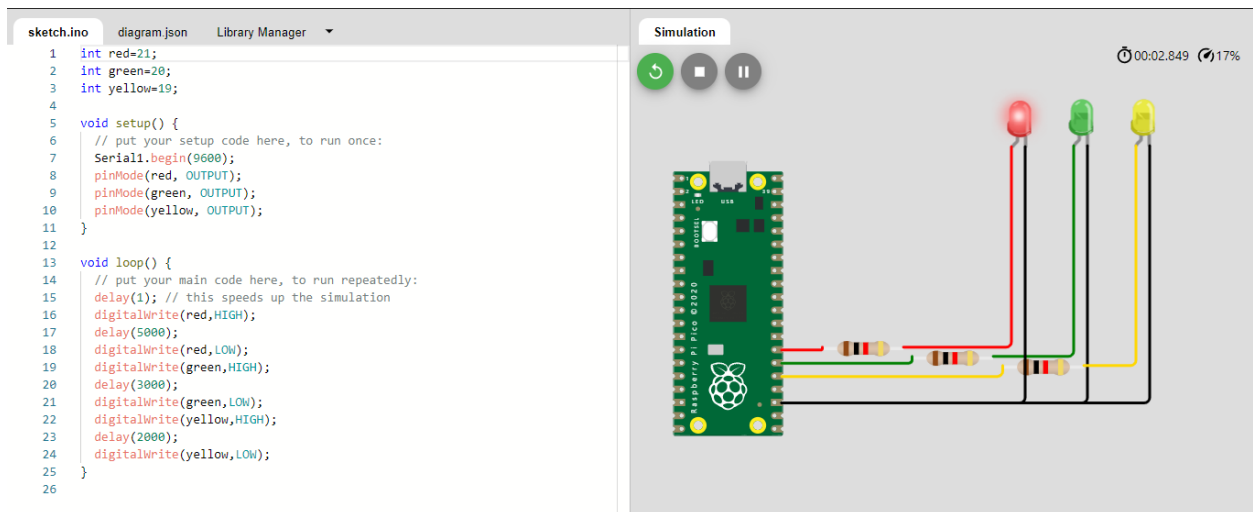 sketch.ino diagram.json Library Manager
1 int red=21;
2 int green=20;
3 int yellow=19;
4
5 void setup() {
6   // put your setup code here, to run once:
7   Serial1.begin(9600);
8   pinMode(red, OUTPUT);
9   pinMode(green, OUTPUT);
10   pinMode(yellow, OUTPUT);
11 }
12
13 void loop() {
14   // put your main code here, to run repeatedly:
15   delay(1); // this speeds up the simulation
16   digitalWrite(red,HIGH);
17   delay(5000);
18   digitalWrite(red,LOW);
19   digitalWrite(green,HIGH);
20   delay(3000);
21   digitalWrite(green,LOW);
22   digitalWrite(yellow,HIGH);
23   delay(2000);
24   digitalWrite(yellow,LOW);
25 }
26
Simulation
00:02.849 17%
1
2
39
LED USB
BOOTSEL
Raspberry Pi Pico ©2020